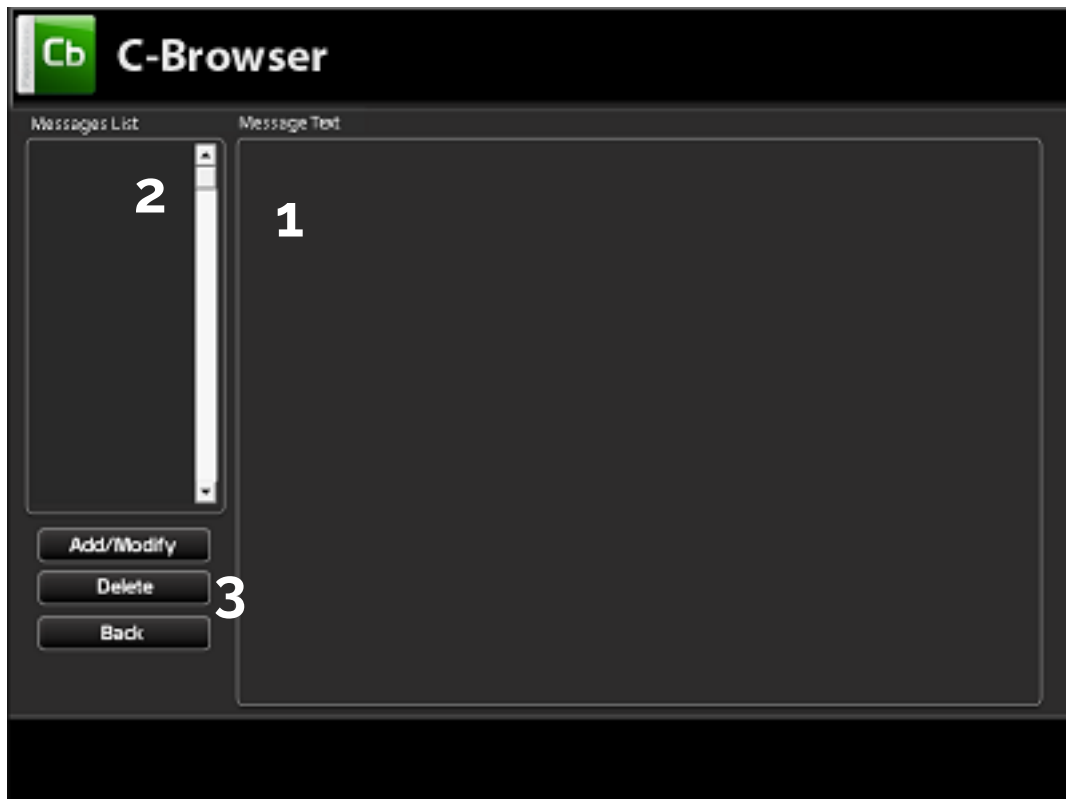 Cb C-Browser
Messages List Message Text
2
1
Add/Modify
Delete
3
Back